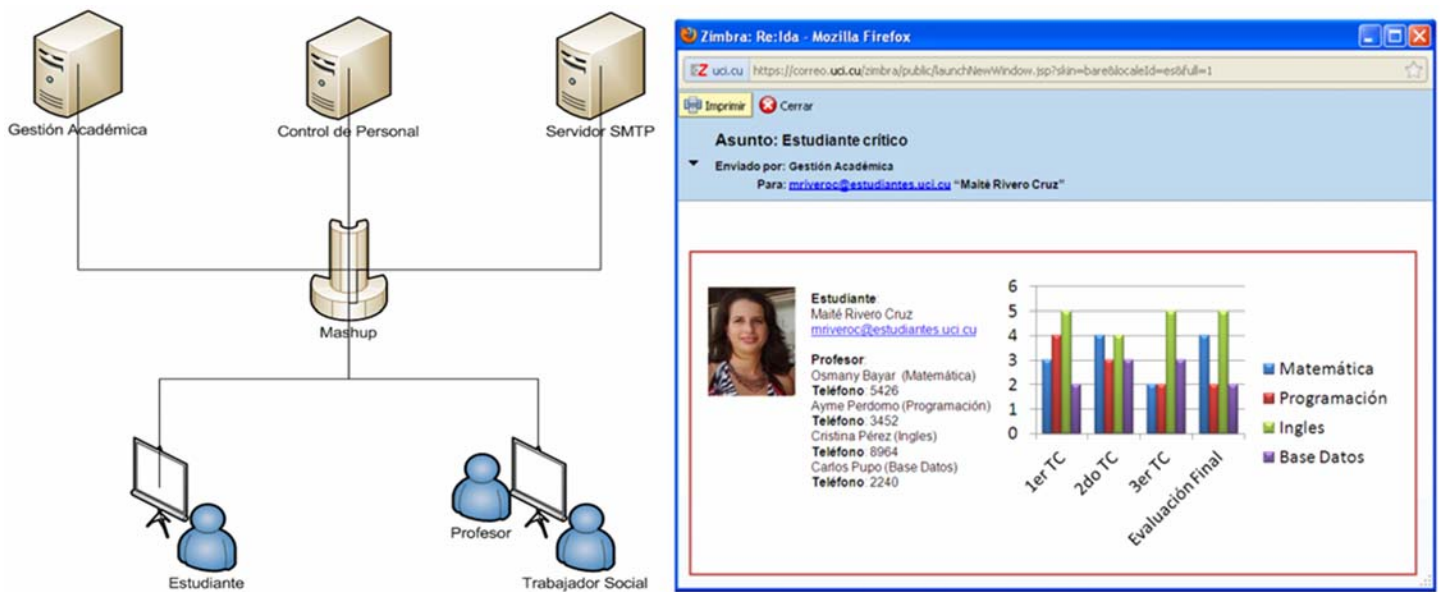 Gestión Académica
Control de Personal
Servidor SMTP
Mashup
Profesor
Estudiante
Trabajador Social
Zimbra: Re:Ida - Mozilla Firefox
uci.cu https://correo.uci.cu/zimbra/public/launchNewWindow.jsp?skin=bare&localeId=es&full=1
Imprimir Cerrar
Asunto: Estudiante crítico
Enviado por: Gestión Académica
Para: mriveroc@estudiantes.uci.cu "Maité Rivero Cruz"
Estudiante:
Maité Rivero Cruz
mriveroc@estudiantes.uci.cu
Profesor:
Osmany Bayar (Matemática)
Teléfono: 5426
Ayme Perdomo (Programación)
Teléfono: 3452
Cristina Pérez (Ingles)
Teléfono: 8964
Carlos Pupo (Base Datos)
Teléfono: 2240
6
5
4
3
2
1
0
1er TC
2do TC
3er TC
Evaluación Final
Matemática
Programación
Ingles
Base Datos